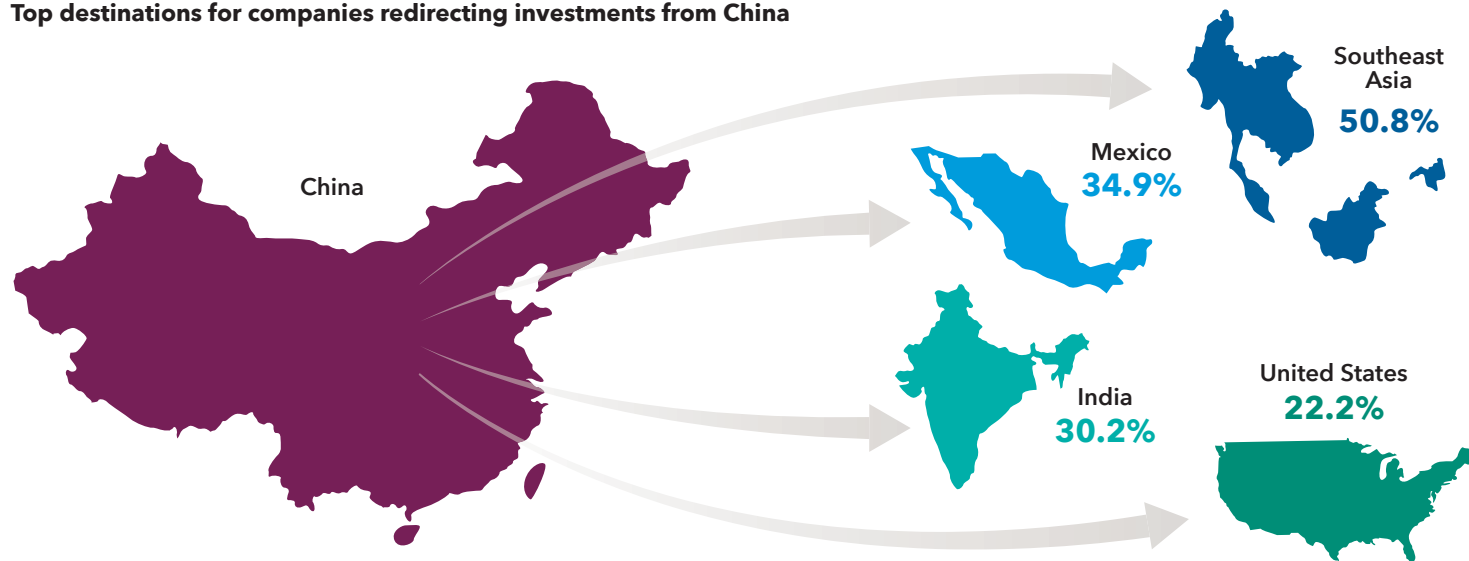 Top destinations for companies redirecting investments from China
China
Southeast
Asia
50.8%
Mexico
34.9%
India
30.2%
United States
22.2%